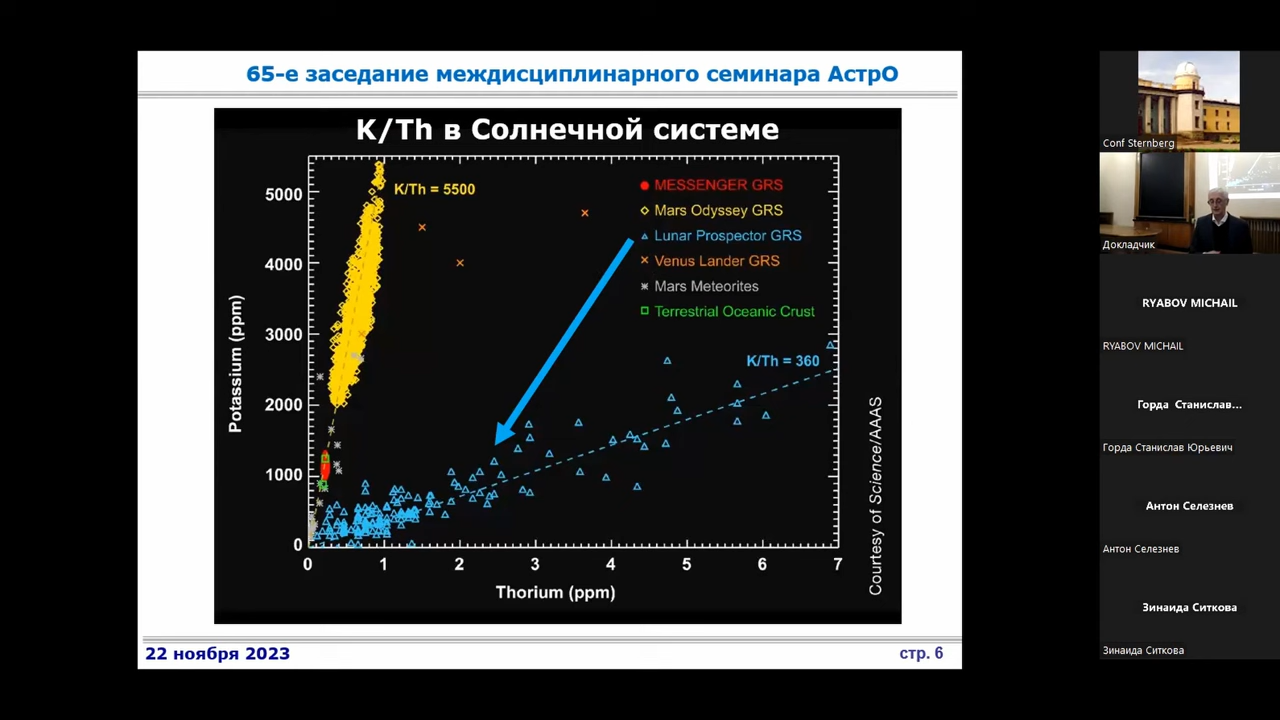 65-е заседание междисциплинарного семинара АстрО
K/Th в Солнечной системе
K/Th = 5500
MESSENGER GRS
Mars Odyssey GRS
Lunar Prospector GRS
Venus Lander GRS
Mars Meteorites
Terrestrial Oceanic Crust
K/Th = 360
Potassium (ppm)
5000
4000
3000
2000
1000
0
0 1 2 3 4 5 6 7
Thorium (ppm)
Courtesy of Science/AAAS
22 ноября 2023
стр. 6
Conf Sternberg
Докладчик
RYABOV MICHAIL
RYABOV MICHAIL
Горда Станислав...
Горда Станислав Юрьевич
Антон Селезнев
Антон Селезнев
Зинаида Ситкова
Зинаида Ситкова